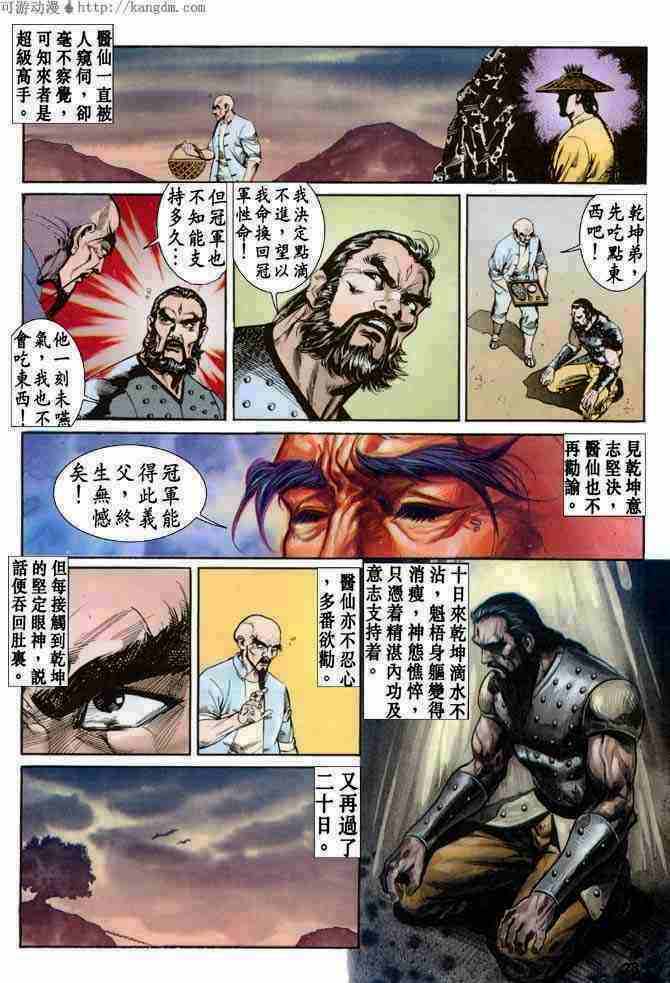 可游动漫 http://kangdm.com/
醫仙一直被
人窺伺，卻
毫不察覺，
可知來者是
超級高手。
乾坤弟，
先吃點東
西吧！
我決定點滴
不進，望以
我命換回冠
軍性命！
但冠軍也
不知能支
持多久…
他一刻未嚥
氣，我也不
會吃東西！
見乾坤意
志堅決，
醫仙也不
再勸諭。
冠軍能
得此義
父，終
生無憾
矣！
十日來乾坤滴水不
沾，魁梧身軀變得
消瘦，神態憔悴，
只憑着精湛內功及
意志支持着。
醫仙亦不忍心
，多番欲勸。
但每接觸到乾坤
的堅定眼神，說
話便吞回肚裏。
又再過了
二十日。